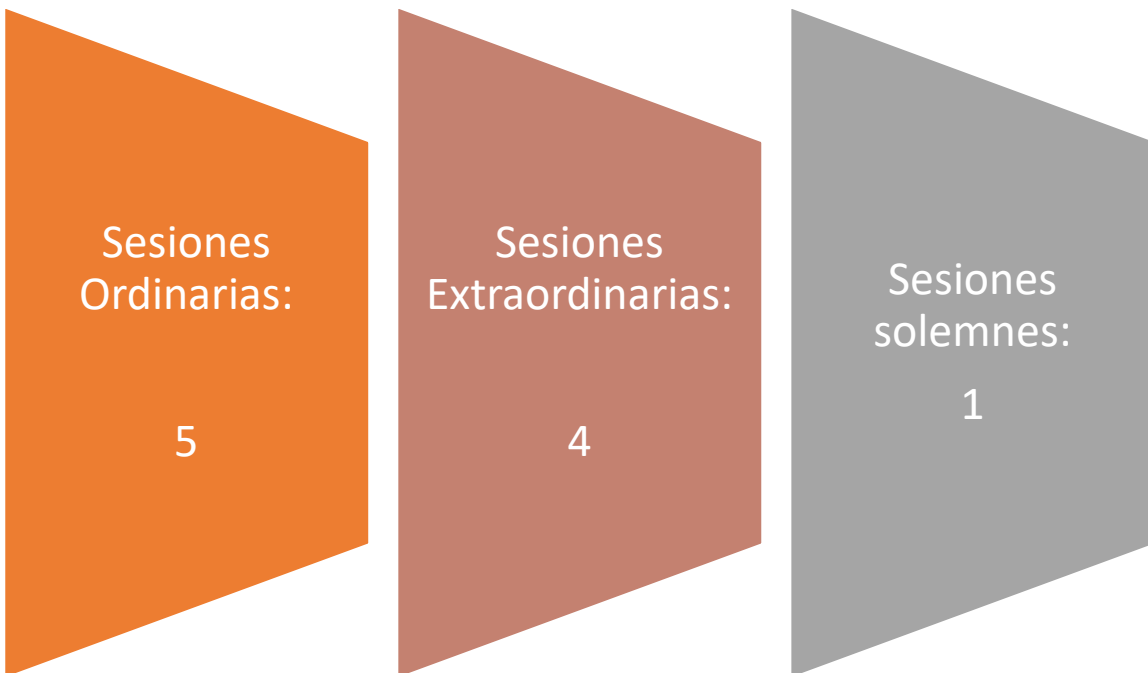 Sesiones
Ordinarias:
5
Sesiones
Extraordinarias:
4
Sesiones
solemnes:
1